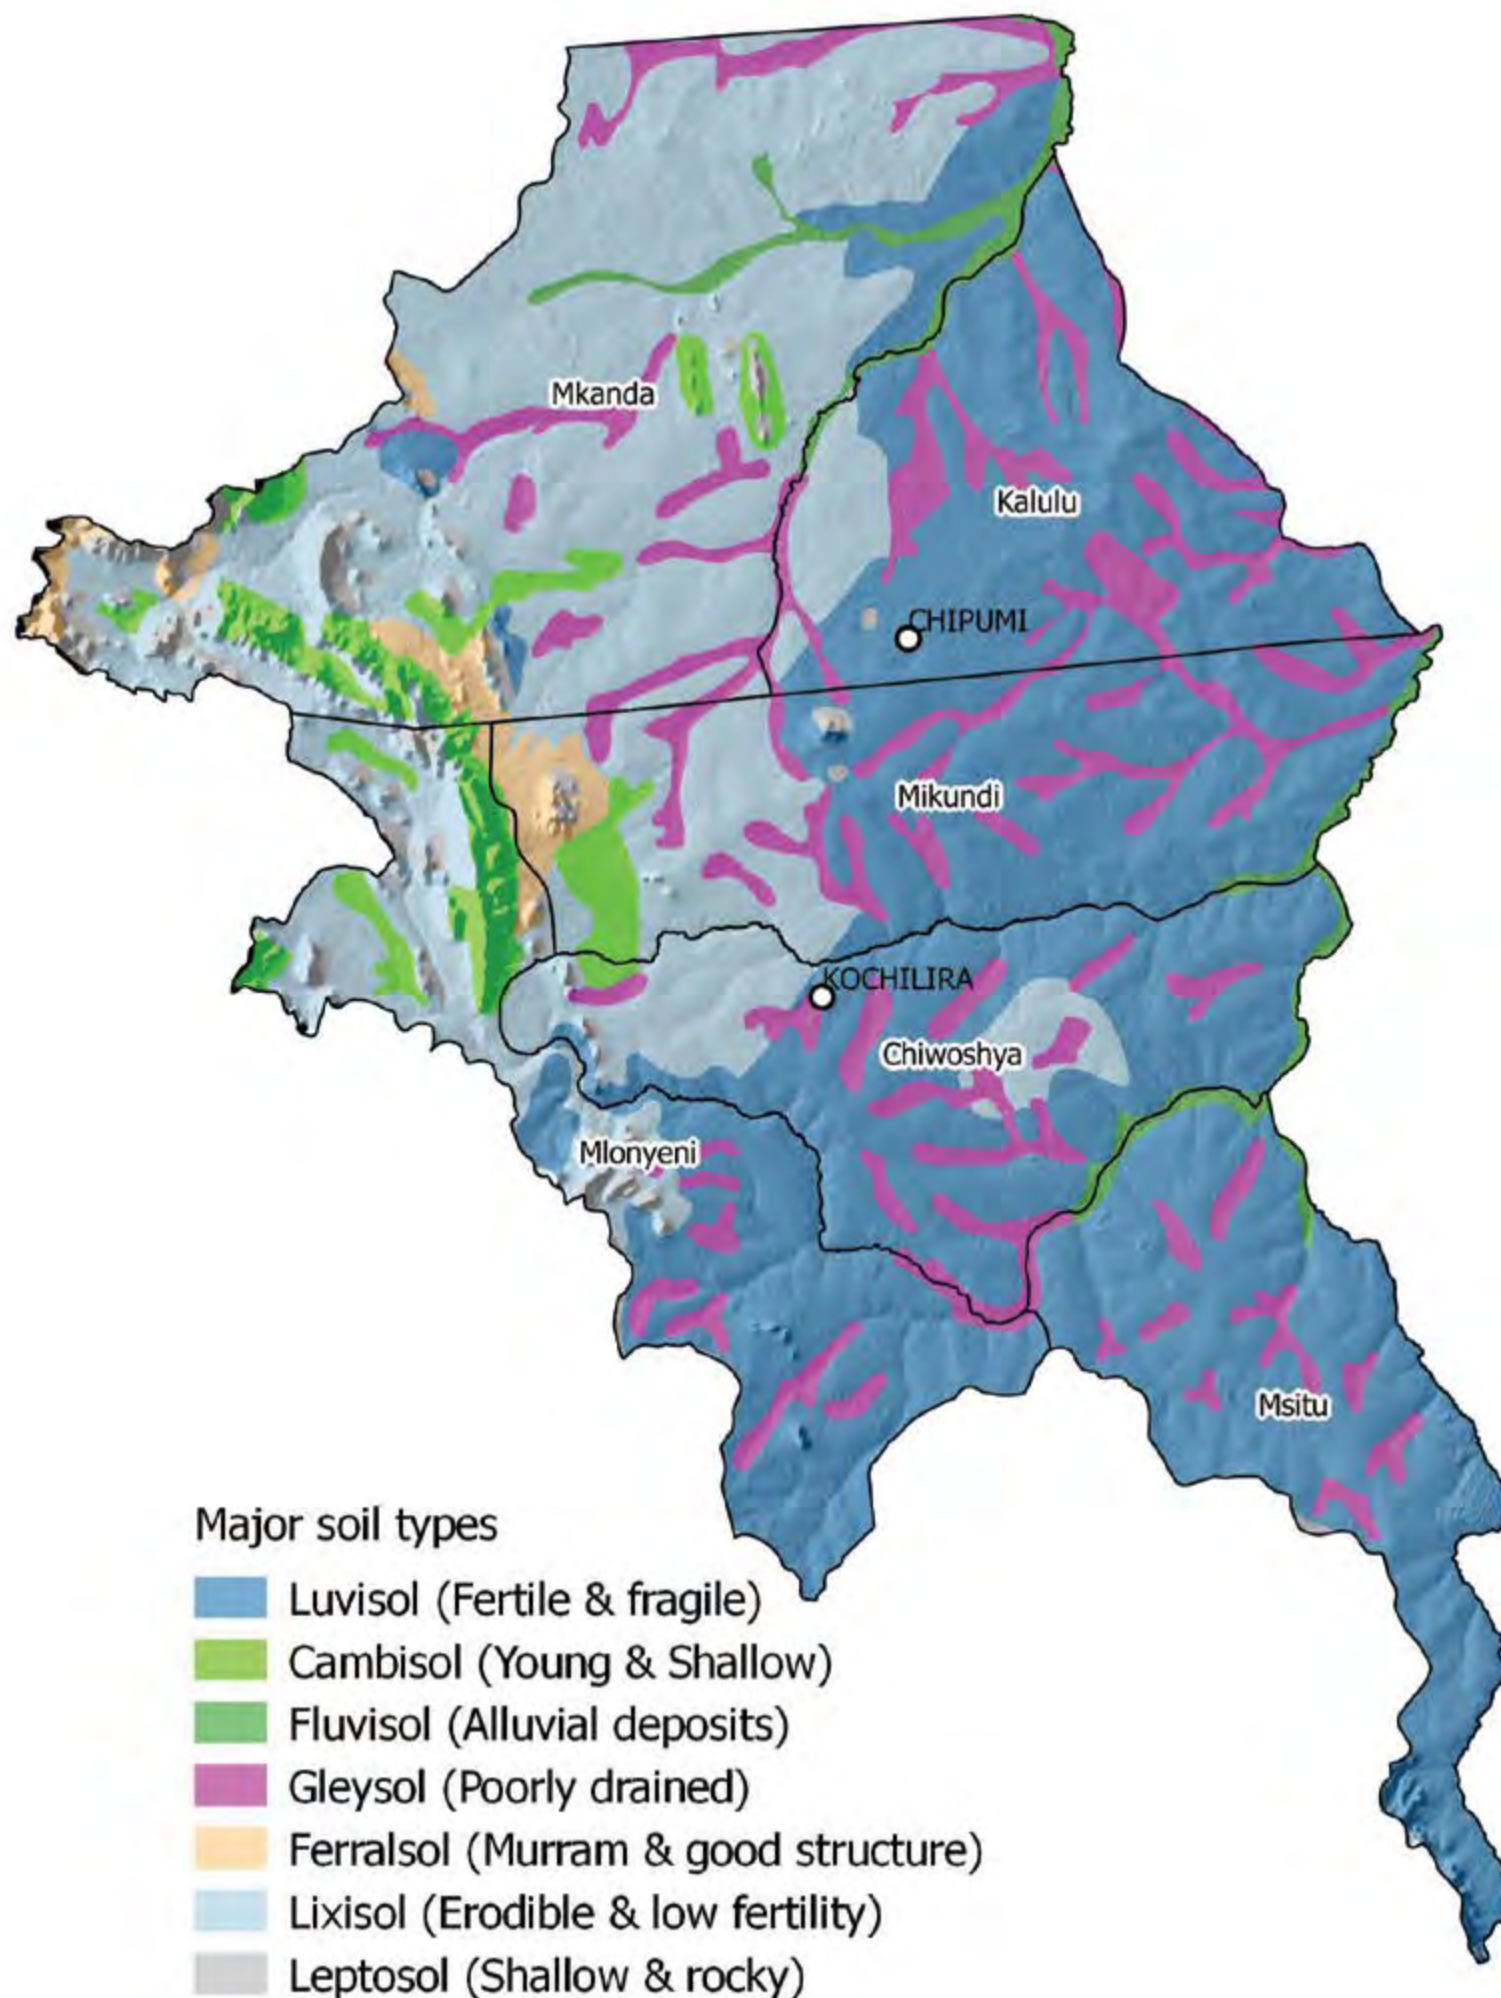 Mkanda
Kalulu
CHIPUMI
Mikundi
KOCHILIRA
Chiwoshya
Mlonyeni
Msitu
Major soil types
Luvisol (Fertile & fragile)
Cambisol (Young & Shallow)
Fluvisol (Alluvial deposits)
Gleysol (Poorly drained)
Ferralsol (Murram & good structure)
Lixisol (Erodible & low fertility)
Leptosol (Shallow & rocky)